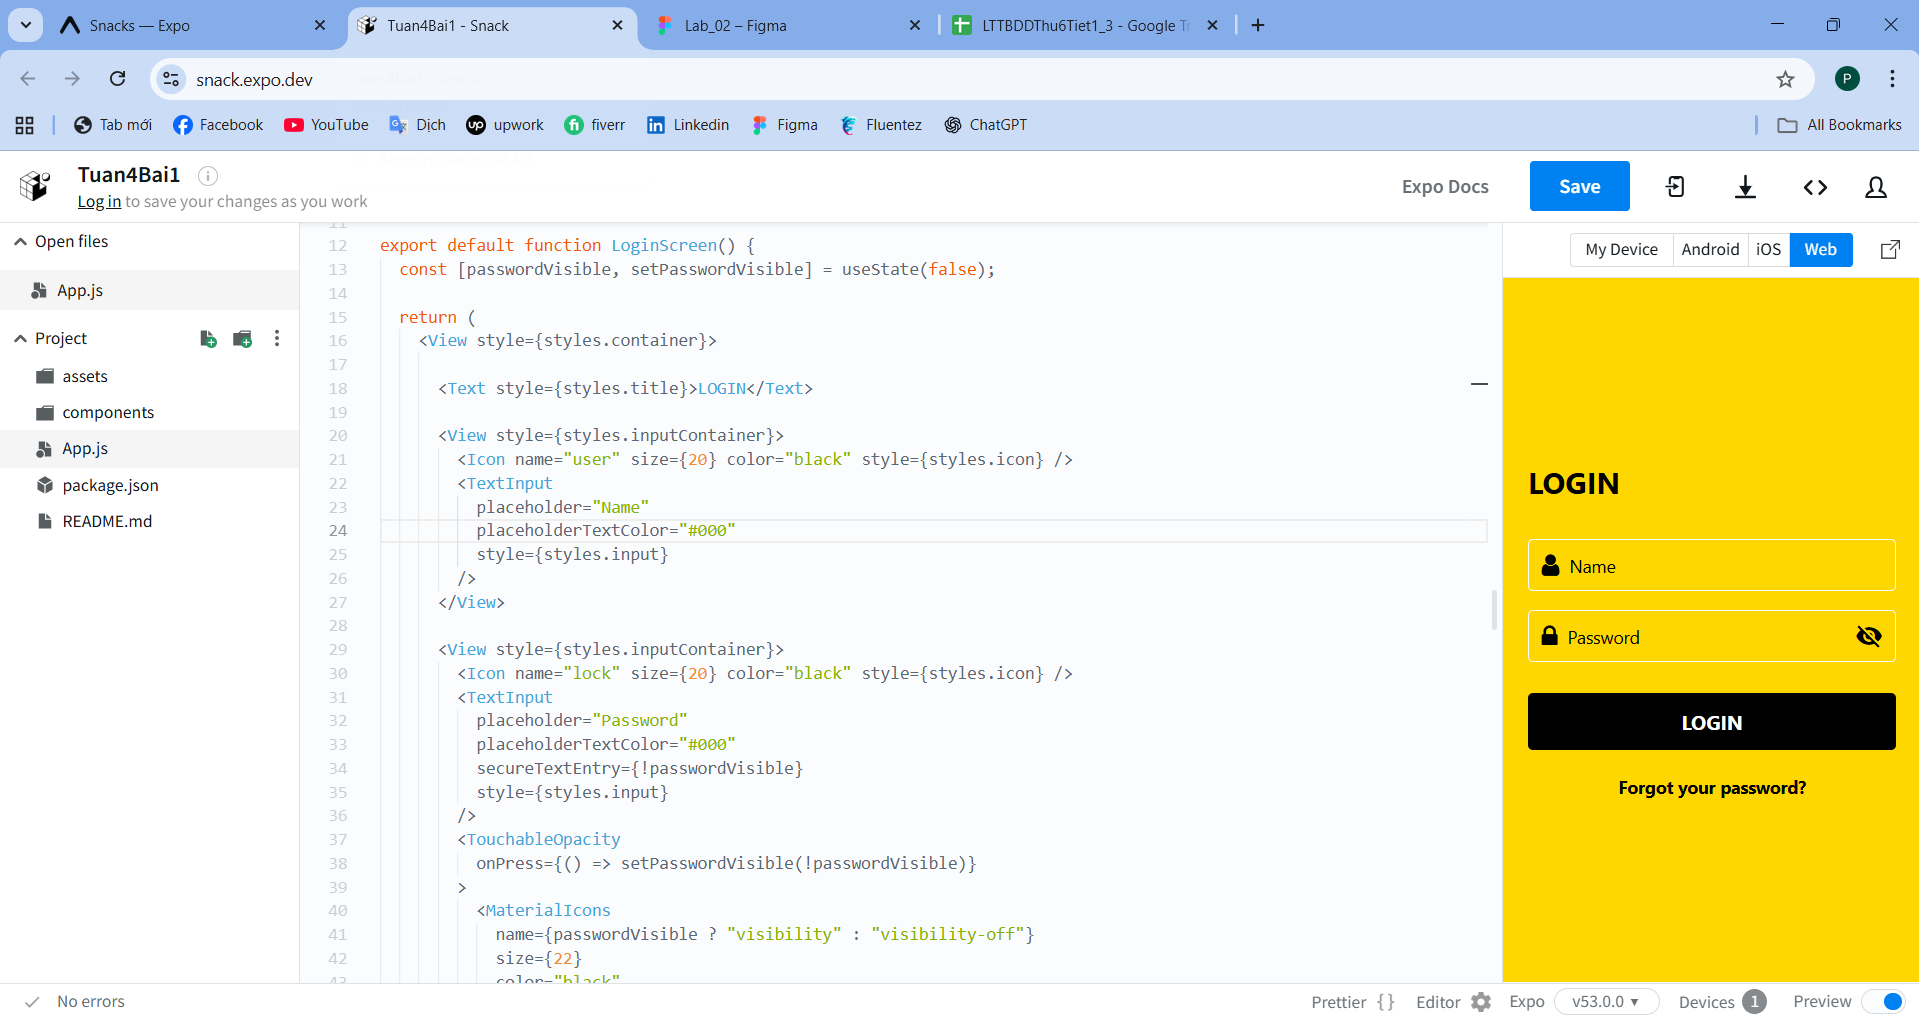 Snacks — Expo
Tuan4Bai1 - Snack
Lab_02 – Figma
LTTBDDThu6Tiet1_3 - Google Tr
snack.expo.dev
P
Tab mới
Facebook
YouTube
Dịch
upwork
fiverr
Linkedin
Figma
Fluentez
ChatGPT
All Bookmarks
Tuan4Bai1
Log in to save your changes as you work
Expo Docs
Save
Open files
App.js
Project
assets
components
App.js
package.json
README.md
11
12 export default function LoginScreen() {
13 const [passwordVisible, setPasswordVisible] = useState(false);
14
15 return (
16 <View style={styles.container}>
17
18 <Text style={styles.title}>LOGIN</Text>
19
20 <View style={styles.inputContainer}>
21 <Icon name="user" size={20} color="black" style={styles.icon} />
22 <TextInput
23 placeholder="Name"
24 placeholderTextColor="#000"
25 style={styles.input}
26 />
27 </View>
28
29 <View style={styles.inputContainer}>
30 <Icon name="lock" size={20} color="black" style={styles.icon} />
31 <TextInput
32 placeholder="Password"
33 placeholderTextColor="#000"
34 secureTextEntry={!passwordVisible}
35 style={styles.input}
36 />
37 <TouchableOpacity
38 onPress={() => setPasswordVisible(!passwordVisible)}
39 >
40 <MaterialIcons
41 name={passwordVisible ? "visibility" : "visibility-off"}
42 size={22}
43 color="black"
My Device
Android
iOS
Web
LOGIN
Name
Password
LOGIN
Forgot your password?
No errors
Prettier {}
Editor
Expo
v53.0.0
Devices 1
Preview